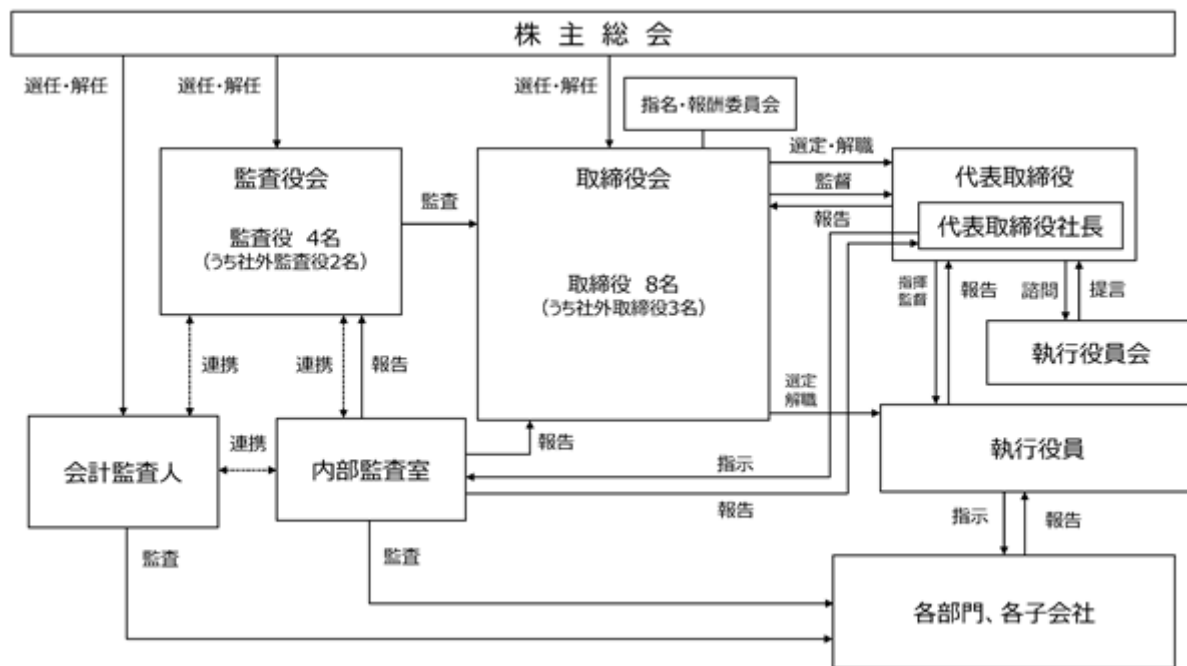 株主総会
選任・解任
選任・解任
選任・解任
指名・報酬委員会
監査役会
監査役 4名
(うち社外監査役2名)
監査
取締役会
取締役 8名
(うち社外取締役3名)
選定・解職
監督
報告
代表取締役
代表取締役社長
指揮
監督
報告
諮問
提言
執行役員会
連携
連携
報告
選定
解職
執行役員
会計監査人
連携
内部監査室
報告
指示
報告
指示
報告
監査
監査
各部門、各子会社